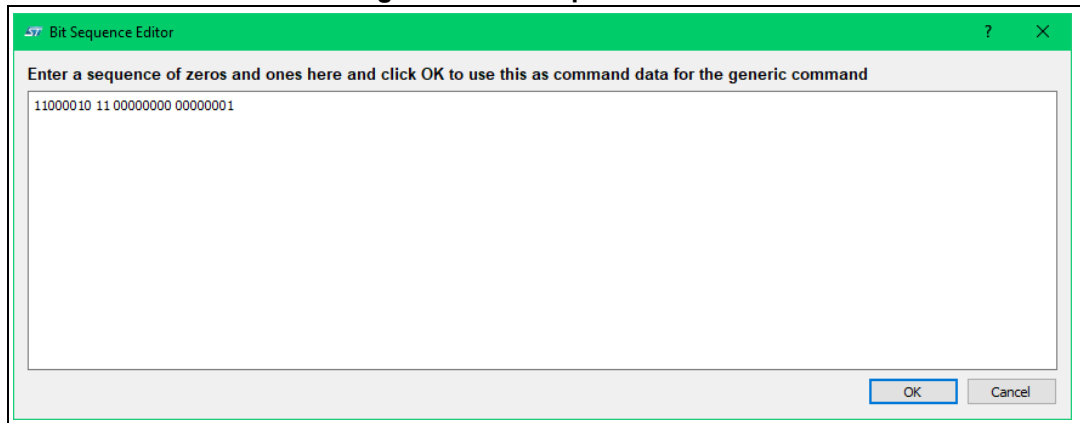 ST Bit Sequence Editor ? ×
Enter a sequence of zeros and ones here and click OK to use this as command data for the generic command
11000010 11 00000000 00000001
OK Cancel